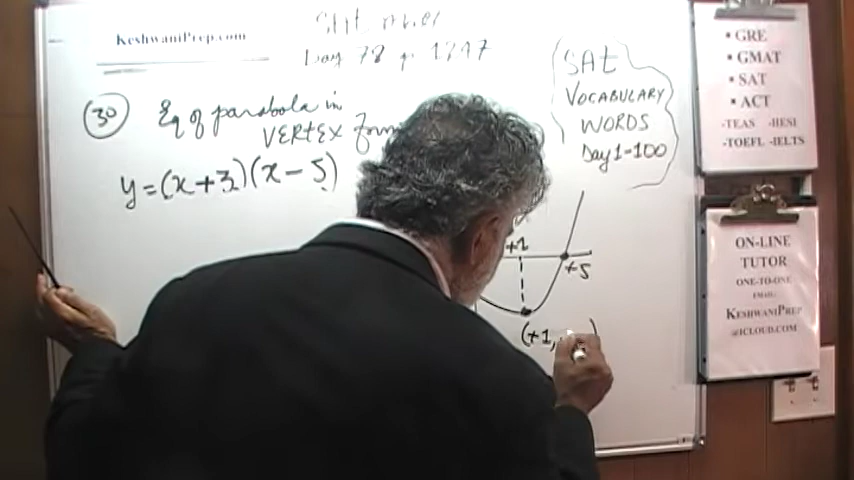 KeshwaniPrep.com
Day 78 p 1247
30 Eq of parabola in
VERTEX form
y = (x + 3)(x - 5)
SAt
VOCABULARY
WORDS
Day 1-100
+1
+5
(+1, )
• GRE
• GMAT
• SAT
• ACT
-TEAS -HESI
-TOEFL -IELTS
ON-LINE
TUTOR
ONE-TO-ONE
EMAIL:
KESHWANIPREP
@ICLOUD.COM